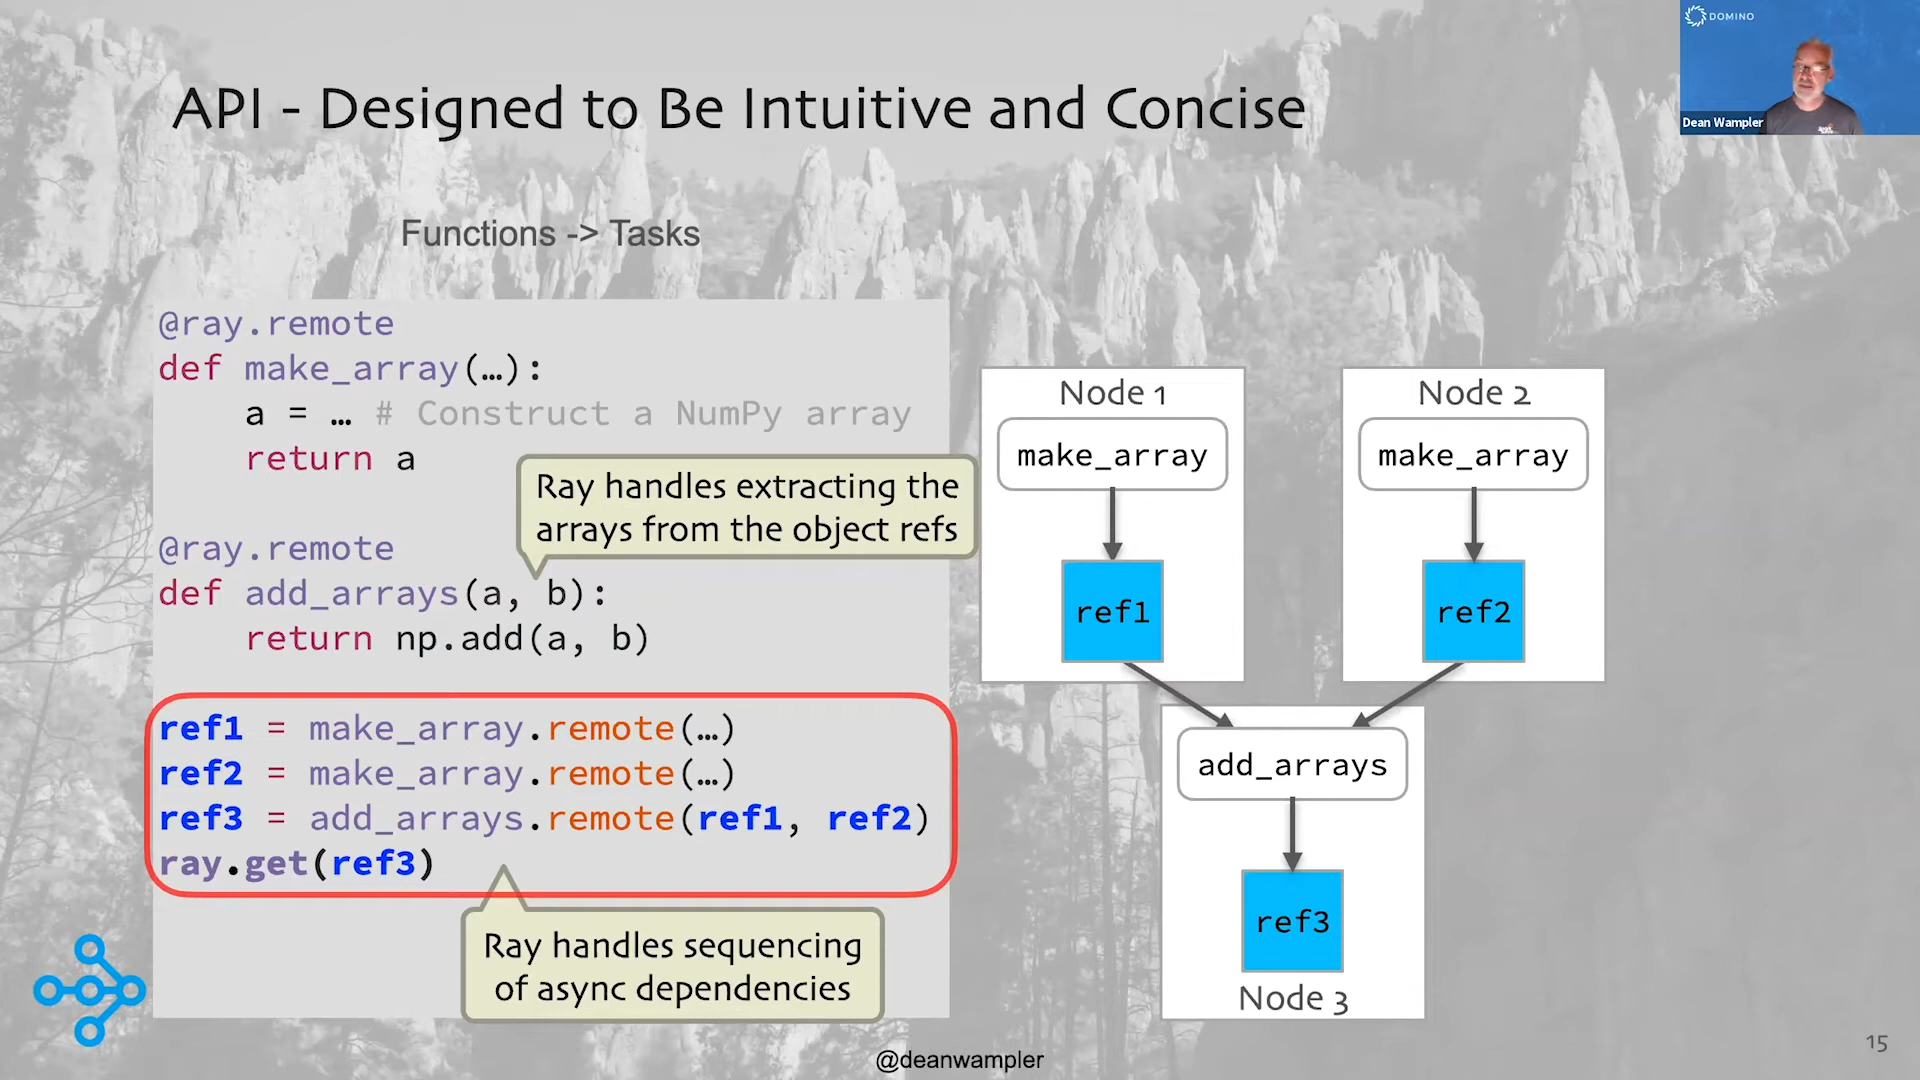 DOMINO
Dean Wampler
API - Designed to Be Intuitive and Concise
Functions -> Tasks
@ray.remote
def make_array(…):
    a = … # Construct a NumPy array
    return a
Ray handles extracting the
arrays from the object refs
@ray.remote
def add_arrays(a, b):
    return np.add(a, b)
ref1 = make_array.remote(…)
ref2 = make_array.remote(…)
ref3 = add_arrays.remote(ref1, ref2)
ray.get(ref3)
Ray handles sequencing
of async dependencies
Node 1
make_array
ref1
Node 2
make_array
ref2
add_arrays
ref3
Node 3
@deanwampler
15